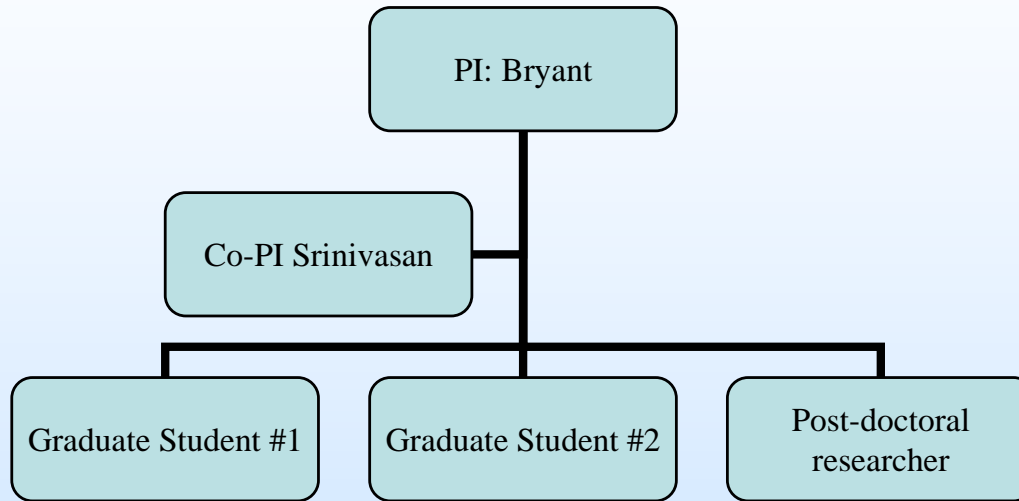 PI: Bryant
Co-PI Srinivasan
Graduate Student #1
Graduate Student #2
Post-doctoral
researcher